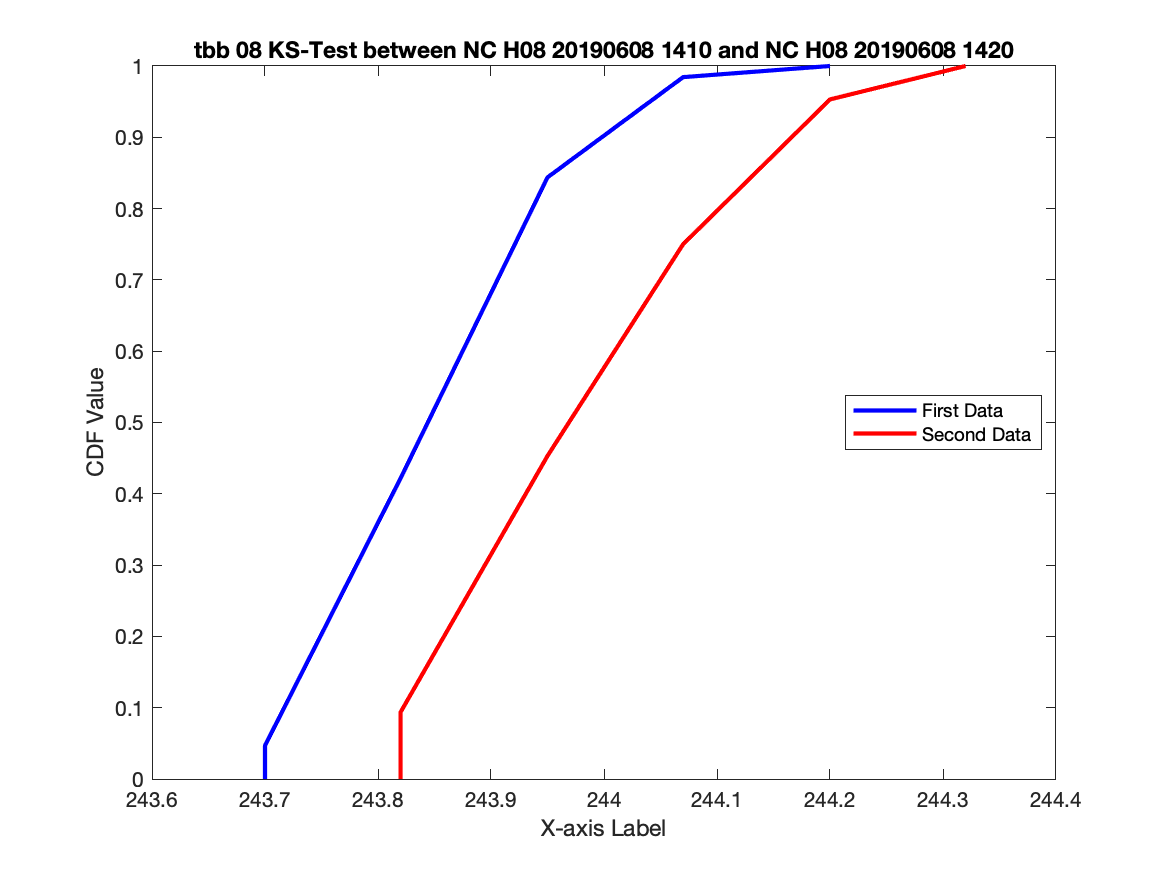 tbb 08 KS-Test between NC H08 20190608 1410 and NC H08 20190608 1420
1
0.9
0.8
0.7
0.6
0.5
0.4
0.3
0.2
0.1
0
CDF Value
First Data
Second Data
243.6 243.7 243.8 243.9 244 244.1 244.2 244.3 244.4
X-axis Label